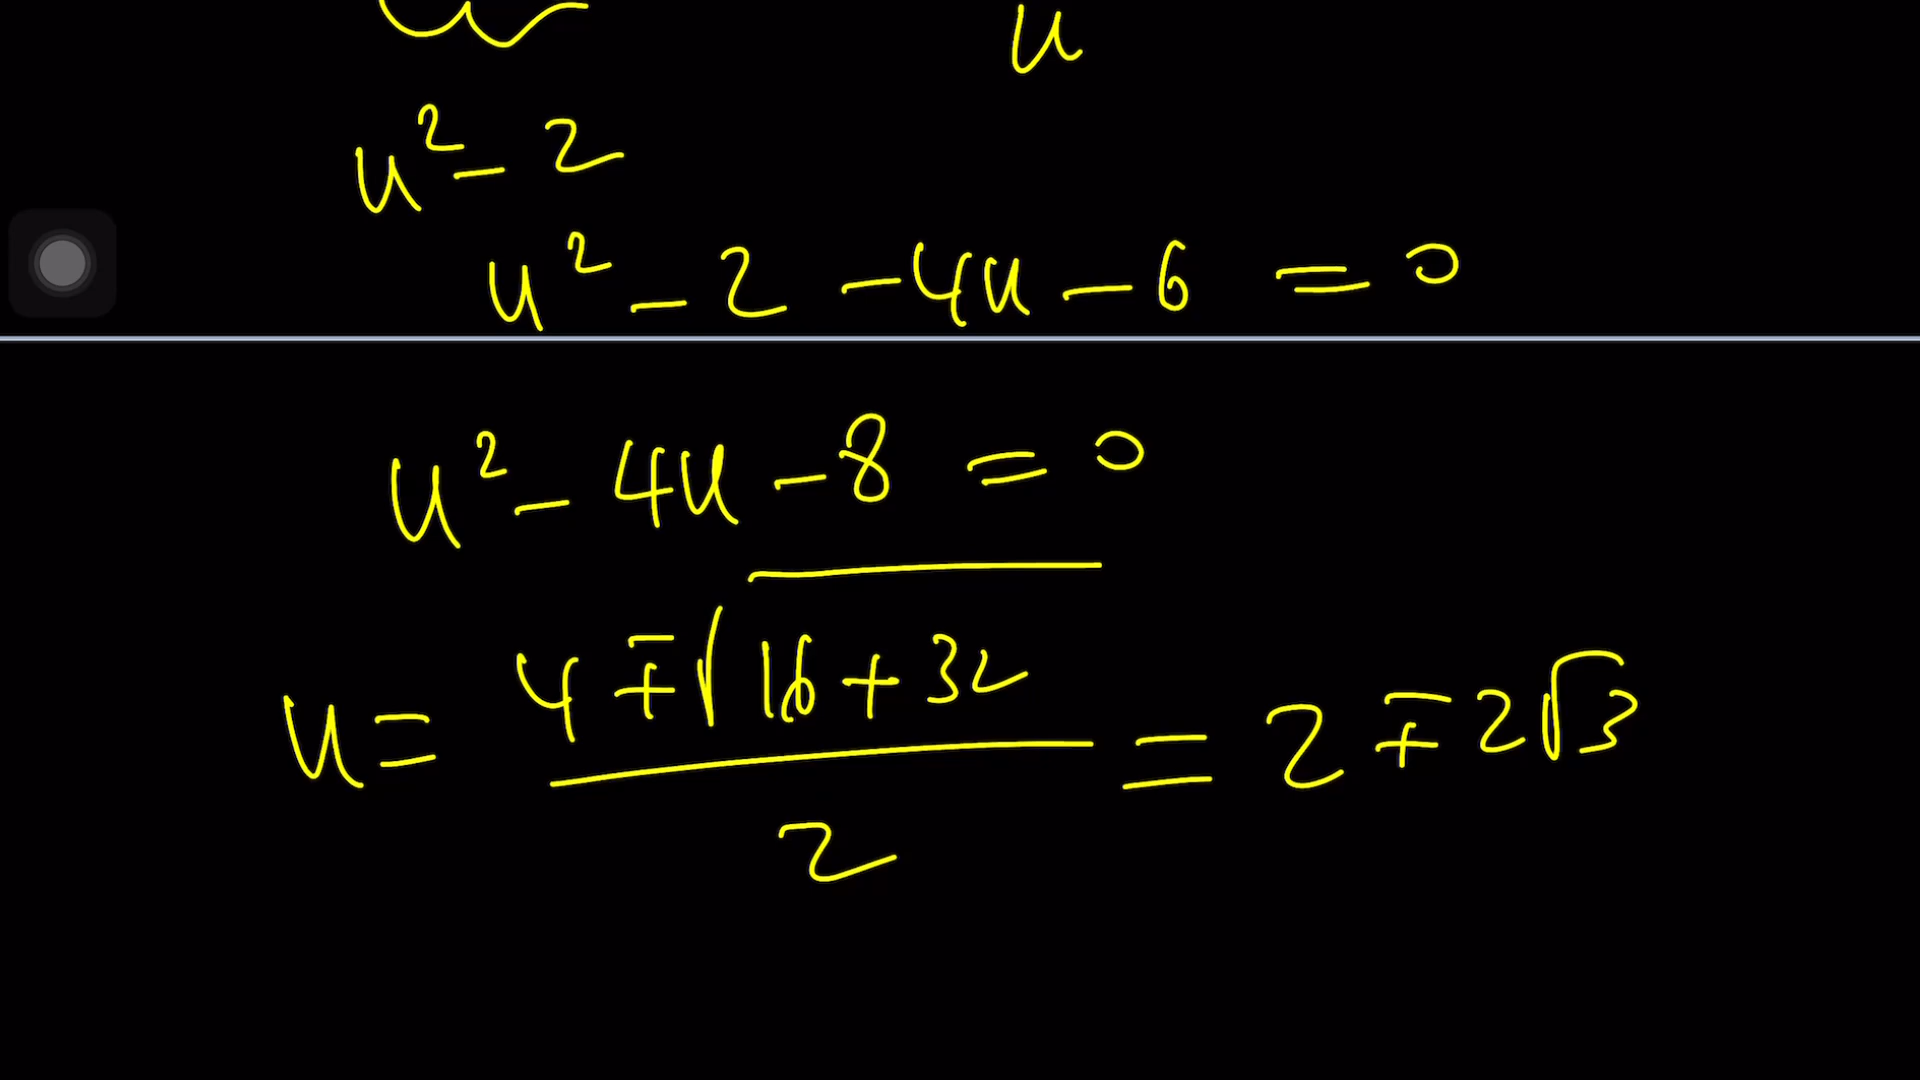 u
u² - 2
u² - 2 - 4u - 6 = 0
u² - 4u - 8 = 0
u = (4 ∓ √(16 + 32)) / 2 = 2 ∓ 2√3